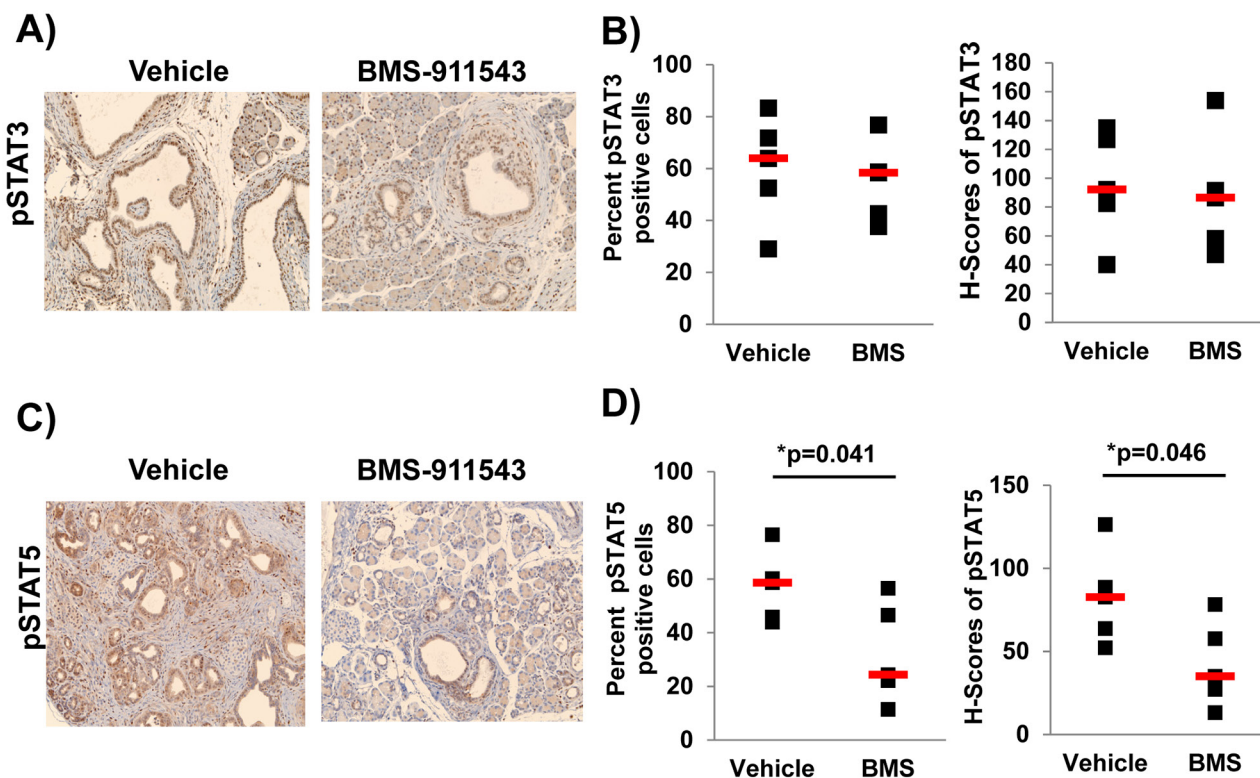 A)
Vehicle
BMS-911543
pSTAT3
B)
Percent pSTAT3
positive cells
100
80
60
40
20
0
Vehicle
BMS
H-Scores of pSTAT3
180
160
140
120
100
80
60
40
20
0
Vehicle
BMS
C)
Vehicle
BMS-911543
pSTAT5
D)
*p=0.041
Percent pSTAT5
positive cells
100
80
60
40
20
0
Vehicle
BMS
*p=0.046
H-Scores of pSTAT5
150
100
50
0
Vehicle
BMS